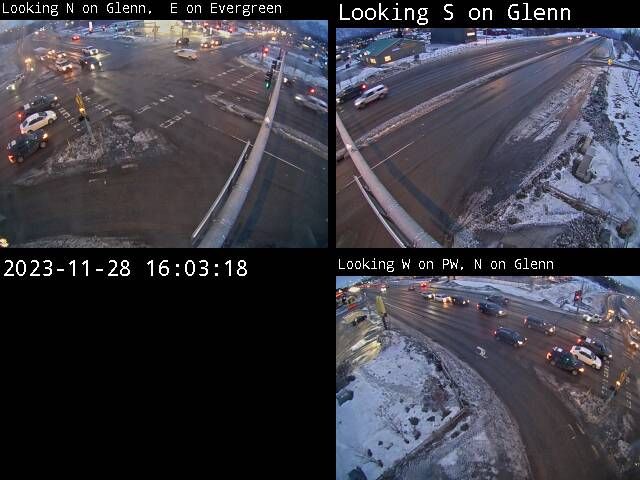 Looking N on Glenn, E on Evergreen
Looking S on Glenn
2023-11-28 16:03:18
Looking W on PW, N on Glenn